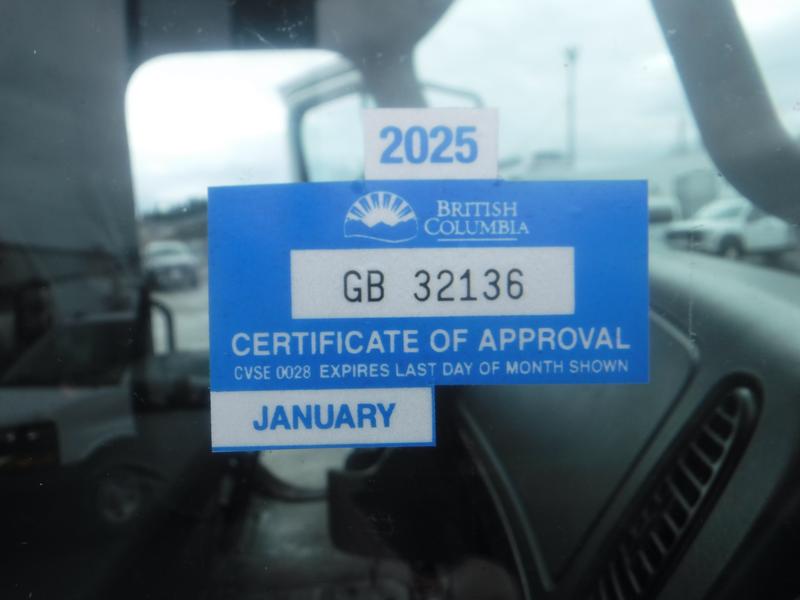 2025
BRITISH
COLUMBIA
GB 32136
CERTIFICATE OF APPROVAL
CVSE 0028 EXPIRES LAST DAY OF MONTH SHOWN
JANUARY